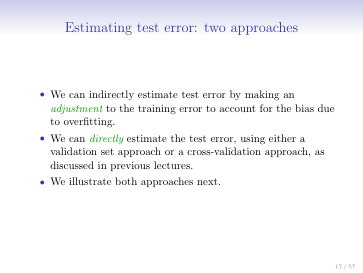 Estimating test error: two approaches
• We can indirectly estimate test error by making an
adjustment to the training error to account for the bias due
to overfitting.
• We can directly estimate the test error, using either a
validation set approach or a cross-validation approach, as
discussed in previous lectures.
• We illustrate both approaches next.
17 / 57